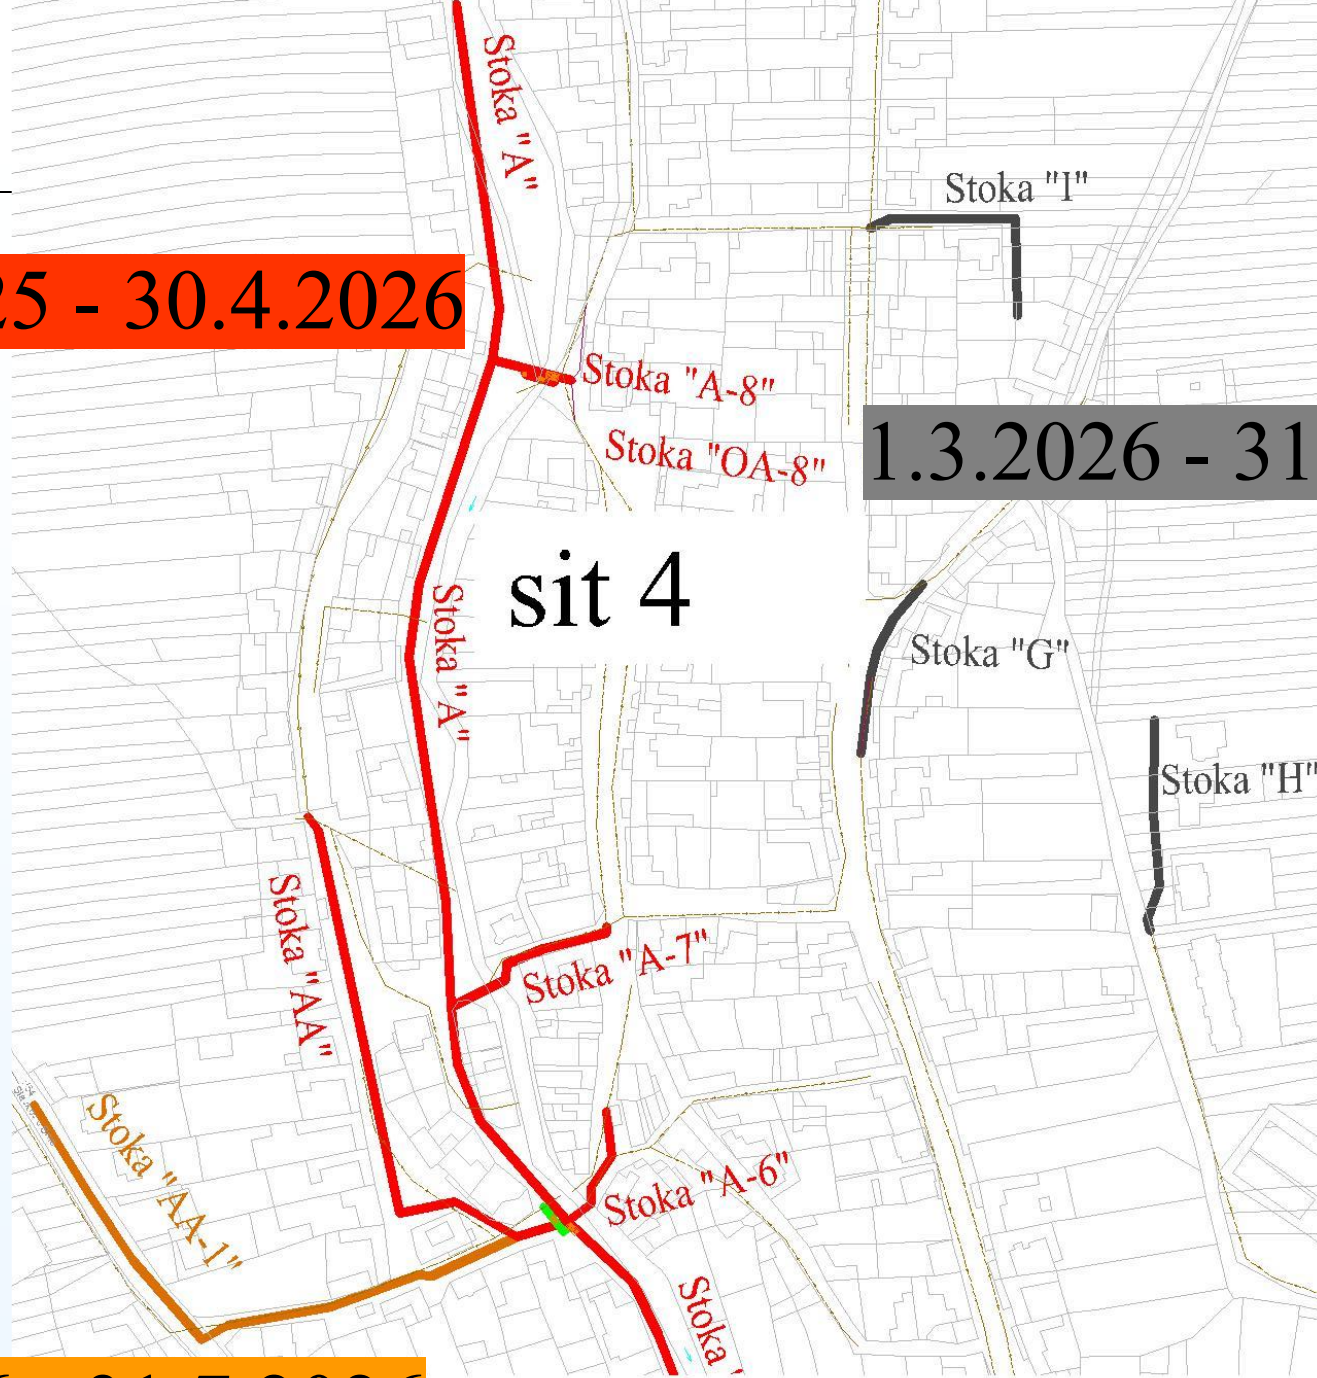 Stoka "A"
Stoka "I"
25 - 30.4.2026
Stoka "A-8"
Stoka "OA-8"
1.3.2026 - 31
sit 4
Stoka "A"
Stoka "G"
Stoka "H"
Stoka "AA"
Stoka "A-7"
Stoka "AA-1"
Stoka "A-6"
Stoka "